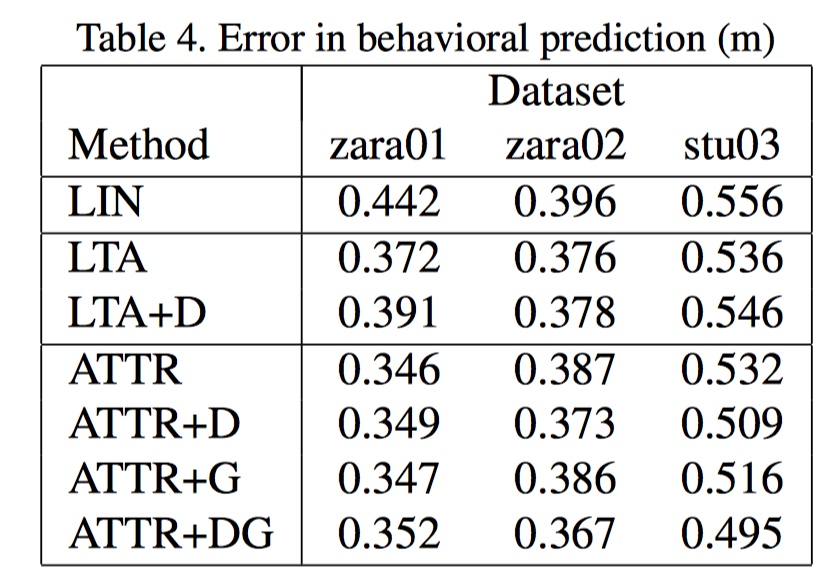 Table 4. Error in behavioral prediction (m)
Dataset
Method zara01 zara02 stu03
LIN 0.442 0.396 0.556
LTA 0.372 0.376 0.536
LTA+D 0.391 0.378 0.546
ATTR 0.346 0.387 0.532
ATTR+D 0.349 0.373 0.509
ATTR+G 0.347 0.386 0.516
ATTR+DG 0.352 0.367 0.495